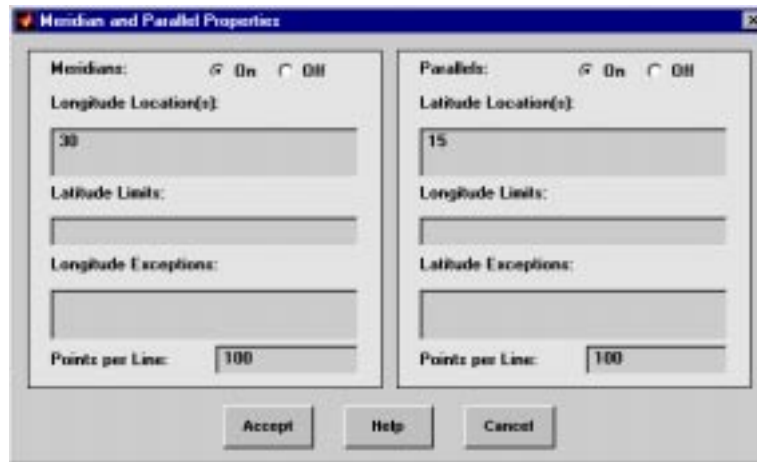 Meridian and Parallel Properties
Meridians: On Off
Longitude Location(s):
30
Latitude Limits:
Longitude Exceptions:
Points per Line: 100
Parallels: On Off
Latitude Location(s):
15
Longitude Limits:
Latitude Exceptions:
Points per Line: 100
Accept Help Cancel